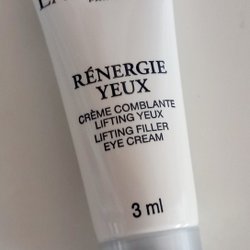 RÉNERGIE
YEUX
CRÈME COMBLANTE
LIFTING YEUX
LIFTING FILLER
EYE CREAM
3 ml